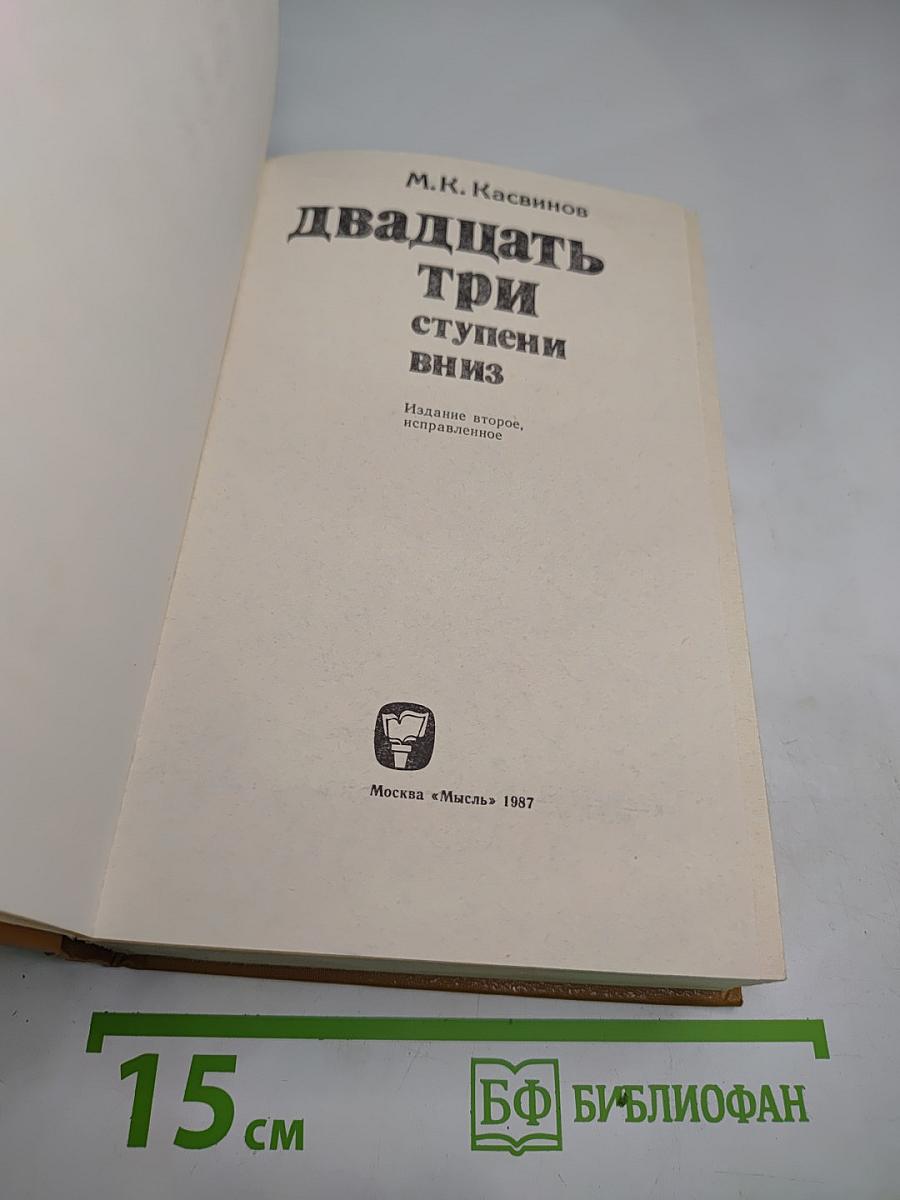 М.К. Касвинов
двадцать
три
ступени
вниз
Издание второе,
исправленное
Москва «Мысль» 1987
15 см
БФ БИБЛИОФАН